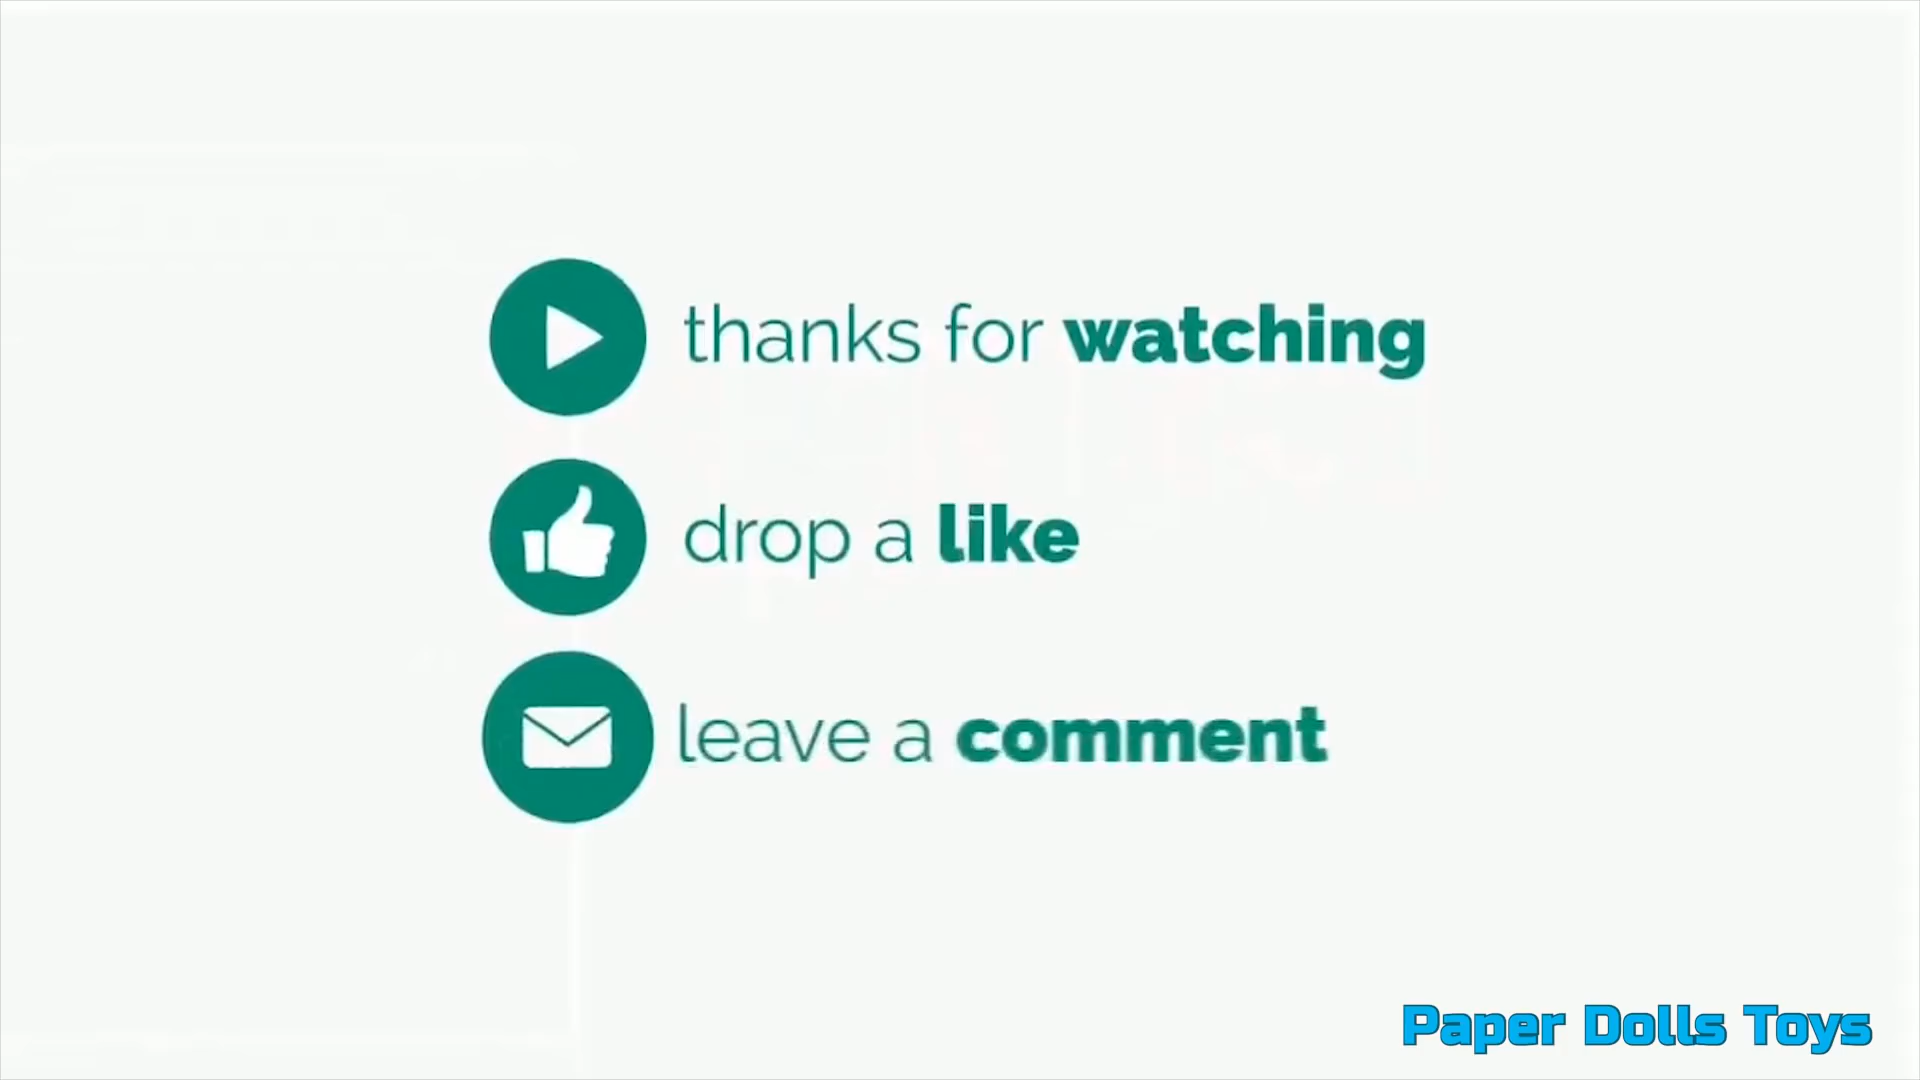 thanks for watching
drop a like
leave a comment
Paper Dolls Toys